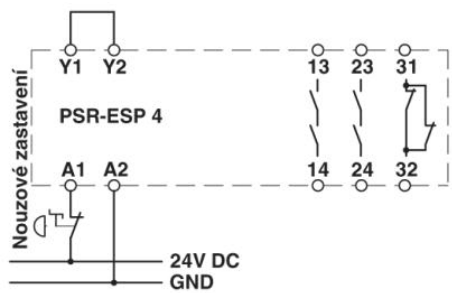 Nouzové zastavení
Y1 Y2 13 23 31
PSR-ESP 4
A1 A2 14 24 32
24V DC
GND